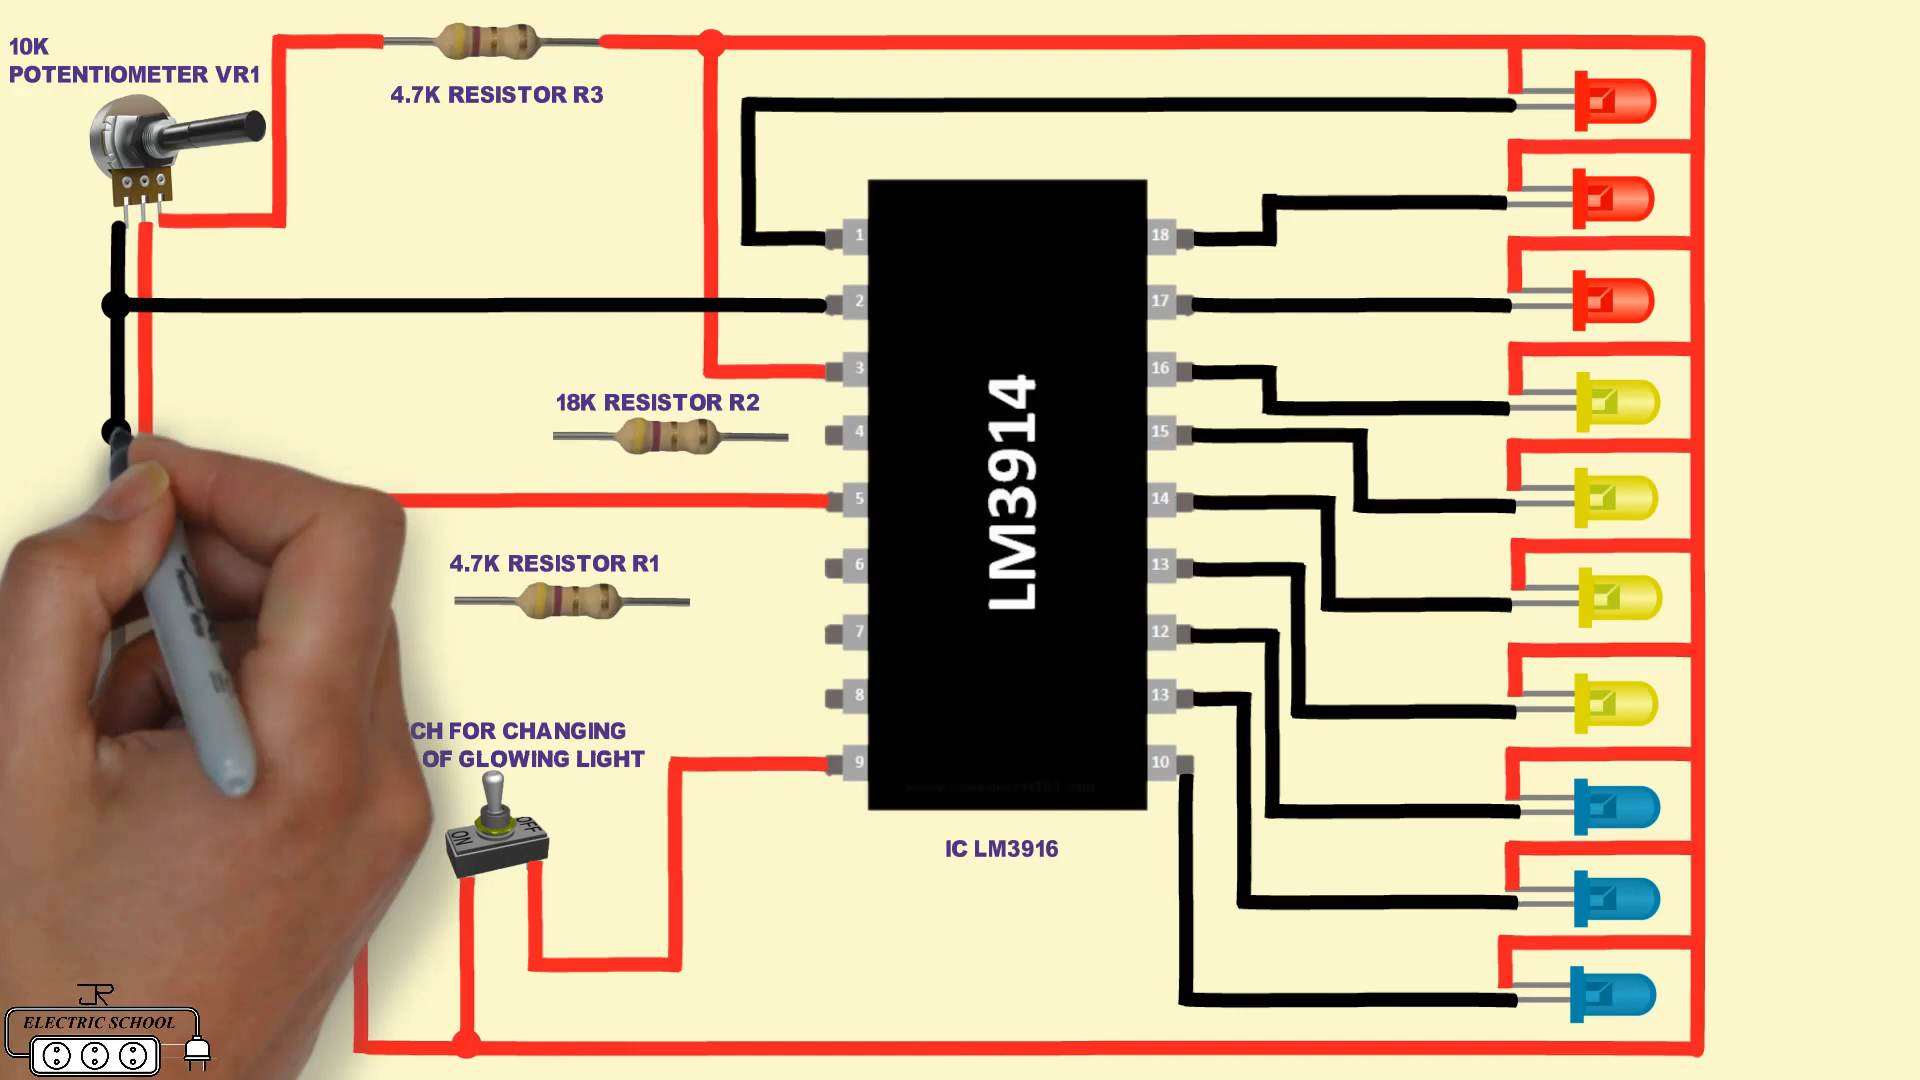 10K
POTENTIOMETER VR1
4.7K RESISTOR R3
18K RESISTOR R2
4.7K RESISTOR R1
CH FOR CHANGING
OF GLOWING LIGHT
ON
OFF
1
2
3
4
5
6
7
8
9
LM3914
18
17
16
15
14
13
12
13
10
IC LM3916
JR
ELECTRIC SCHOOL